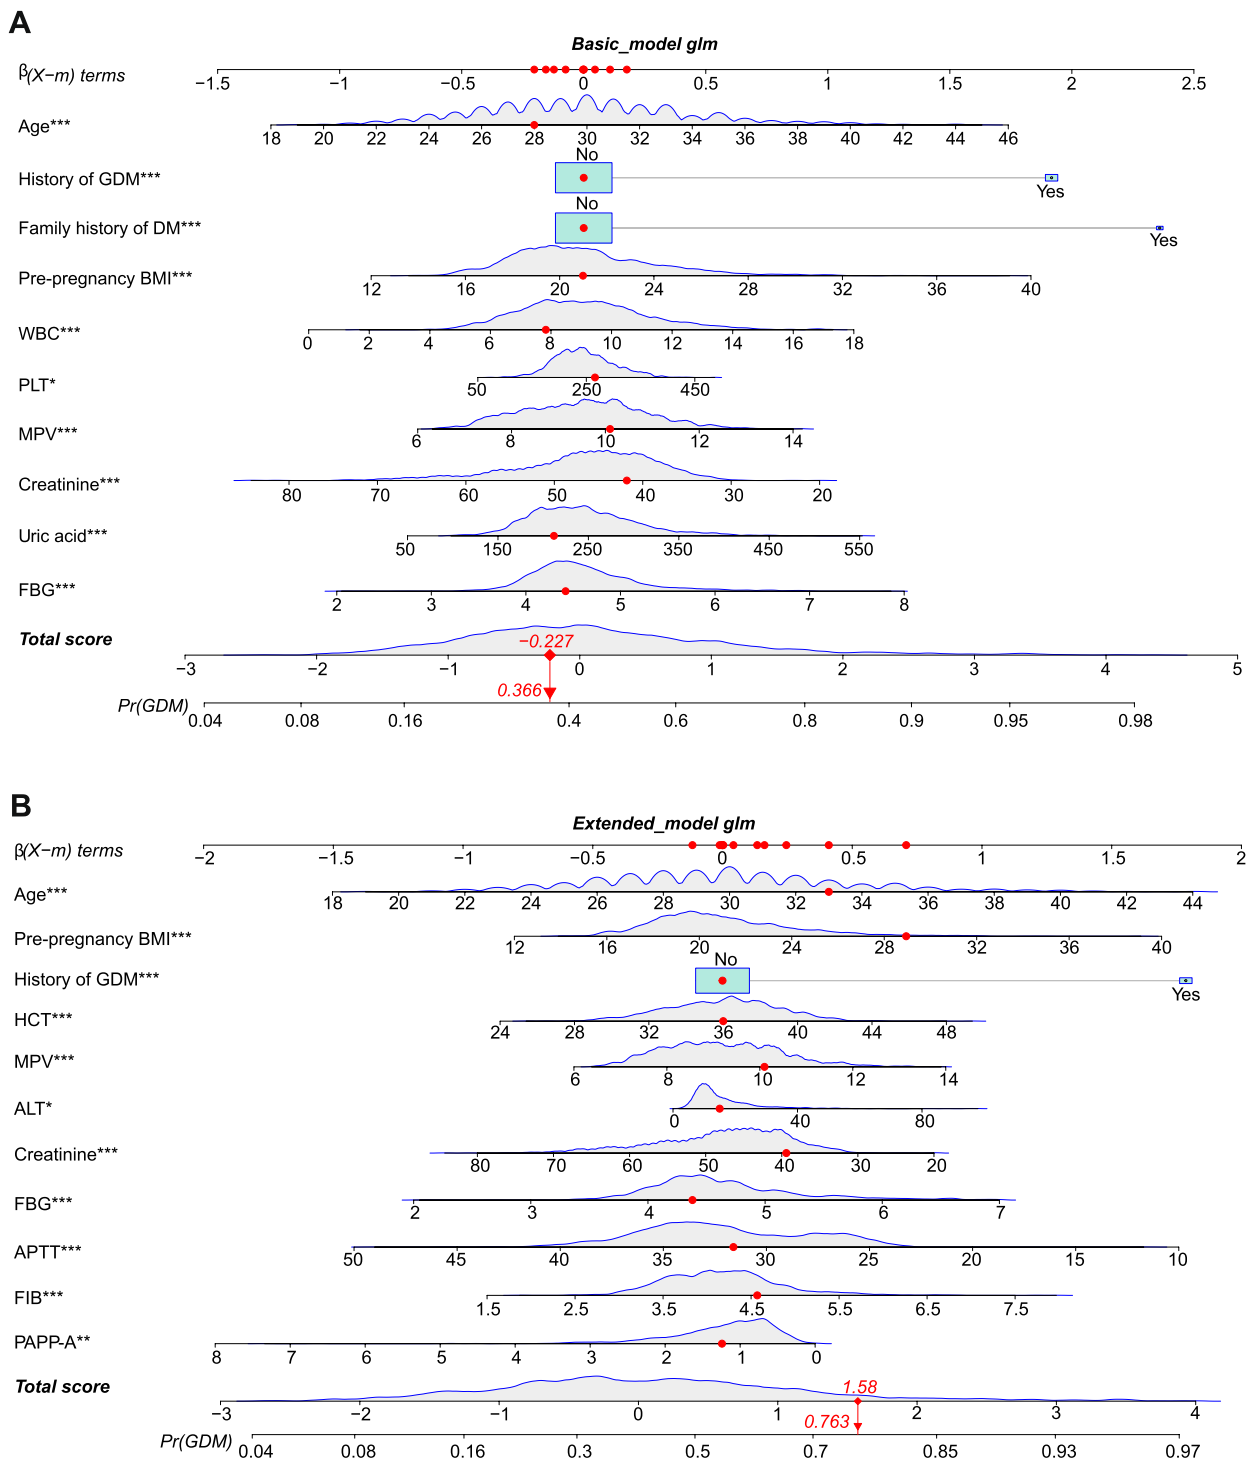 A
Basic_model glm
β(X−m) terms
−1.5 −1 −0.5 0 0.5 1 1.5 2 2.5
Age***
18 20 22 24 26 28 30 32 34 36 38 40 42 44 46
No
History of GDM***
Yes
No
Family history of DM***
Yes
Pre-pregnancy BMI***
12 16 20 24 28 32 36 40
WBC***
0 2 4 6 8 10 12 14 16 18
PLT*
50 250 450
MPV***
6 8 10 12 14
Creatinine***
80 70 60 50 40 30 20
Uric acid***
50 150 250 350 450 550
FBG***
2 3 4 5 6 7 8
Total score
−0.227
−3 −2 −1 0 1 2 3 4 5
0.366
Pr(GDM)
0.04 0.08 0.16 0.4 0.6 0.8 0.9 0.95 0.98
B
Extended_model glm
β(X−m) terms
−2 −1.5 −1 −0.5 0 0.5 1 1.5 2
Age***
18 20 22 24 26 28 30 32 34 36 38 40 42 44
Pre-pregnancy BMI***
12 16 20 24 28 32 36 40
No
History of GDM***
Yes
HCT***
24 28 32 36 40 44 48
MPV***
6 8 10 12 14
ALT*
0 40 80
Creatinine***
80 70 60 50 40 30 20
FBG***
2 3 4 5 6 7
APTT***
50 45 40 35 30 25 20 15 10
FIB***
1.5 2.5 3.5 4.5 5.5 6.5 7.5
PAPP-A**
8 7 6 5 4 3 2 1 0
Total score
1.58
−3 −2 −1 0 1 2 3 4
0.763
Pr(GDM)
0.04 0.08 0.16 0.3 0.5 0.7 0.85 0.93 0.97